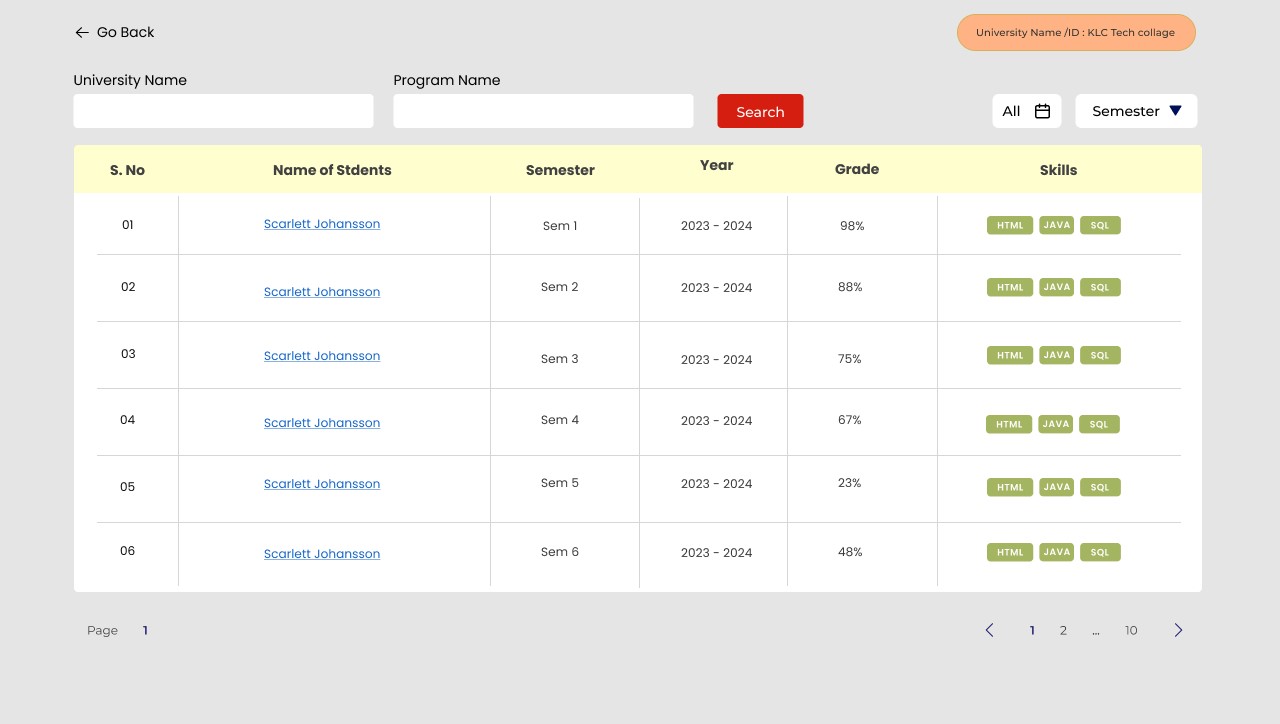 Go Back
University Name /ID : KLC Tech collage
University Name
Program Name
Search
All
Semester
S. No Name of Stdents Semester Year Grade Skills
01 Scarlett Johansson Sem 1 2023 - 2024 98% HTML JAVA SQL
02 Scarlett Johansson Sem 2 2023 - 2024 88% HTML JAVA SQL
03 Scarlett Johansson Sem 3 2023 - 2024 75% HTML JAVA SQL
04 Scarlett Johansson Sem 4 2023 - 2024 67% HTML JAVA SQL
05 Scarlett Johansson Sem 5 2023 - 2024 23% HTML JAVA SQL
06 Scarlett Johansson Sem 6 2023 - 2024 48% HTML JAVA SQL
Page 1
1 2 ... 10